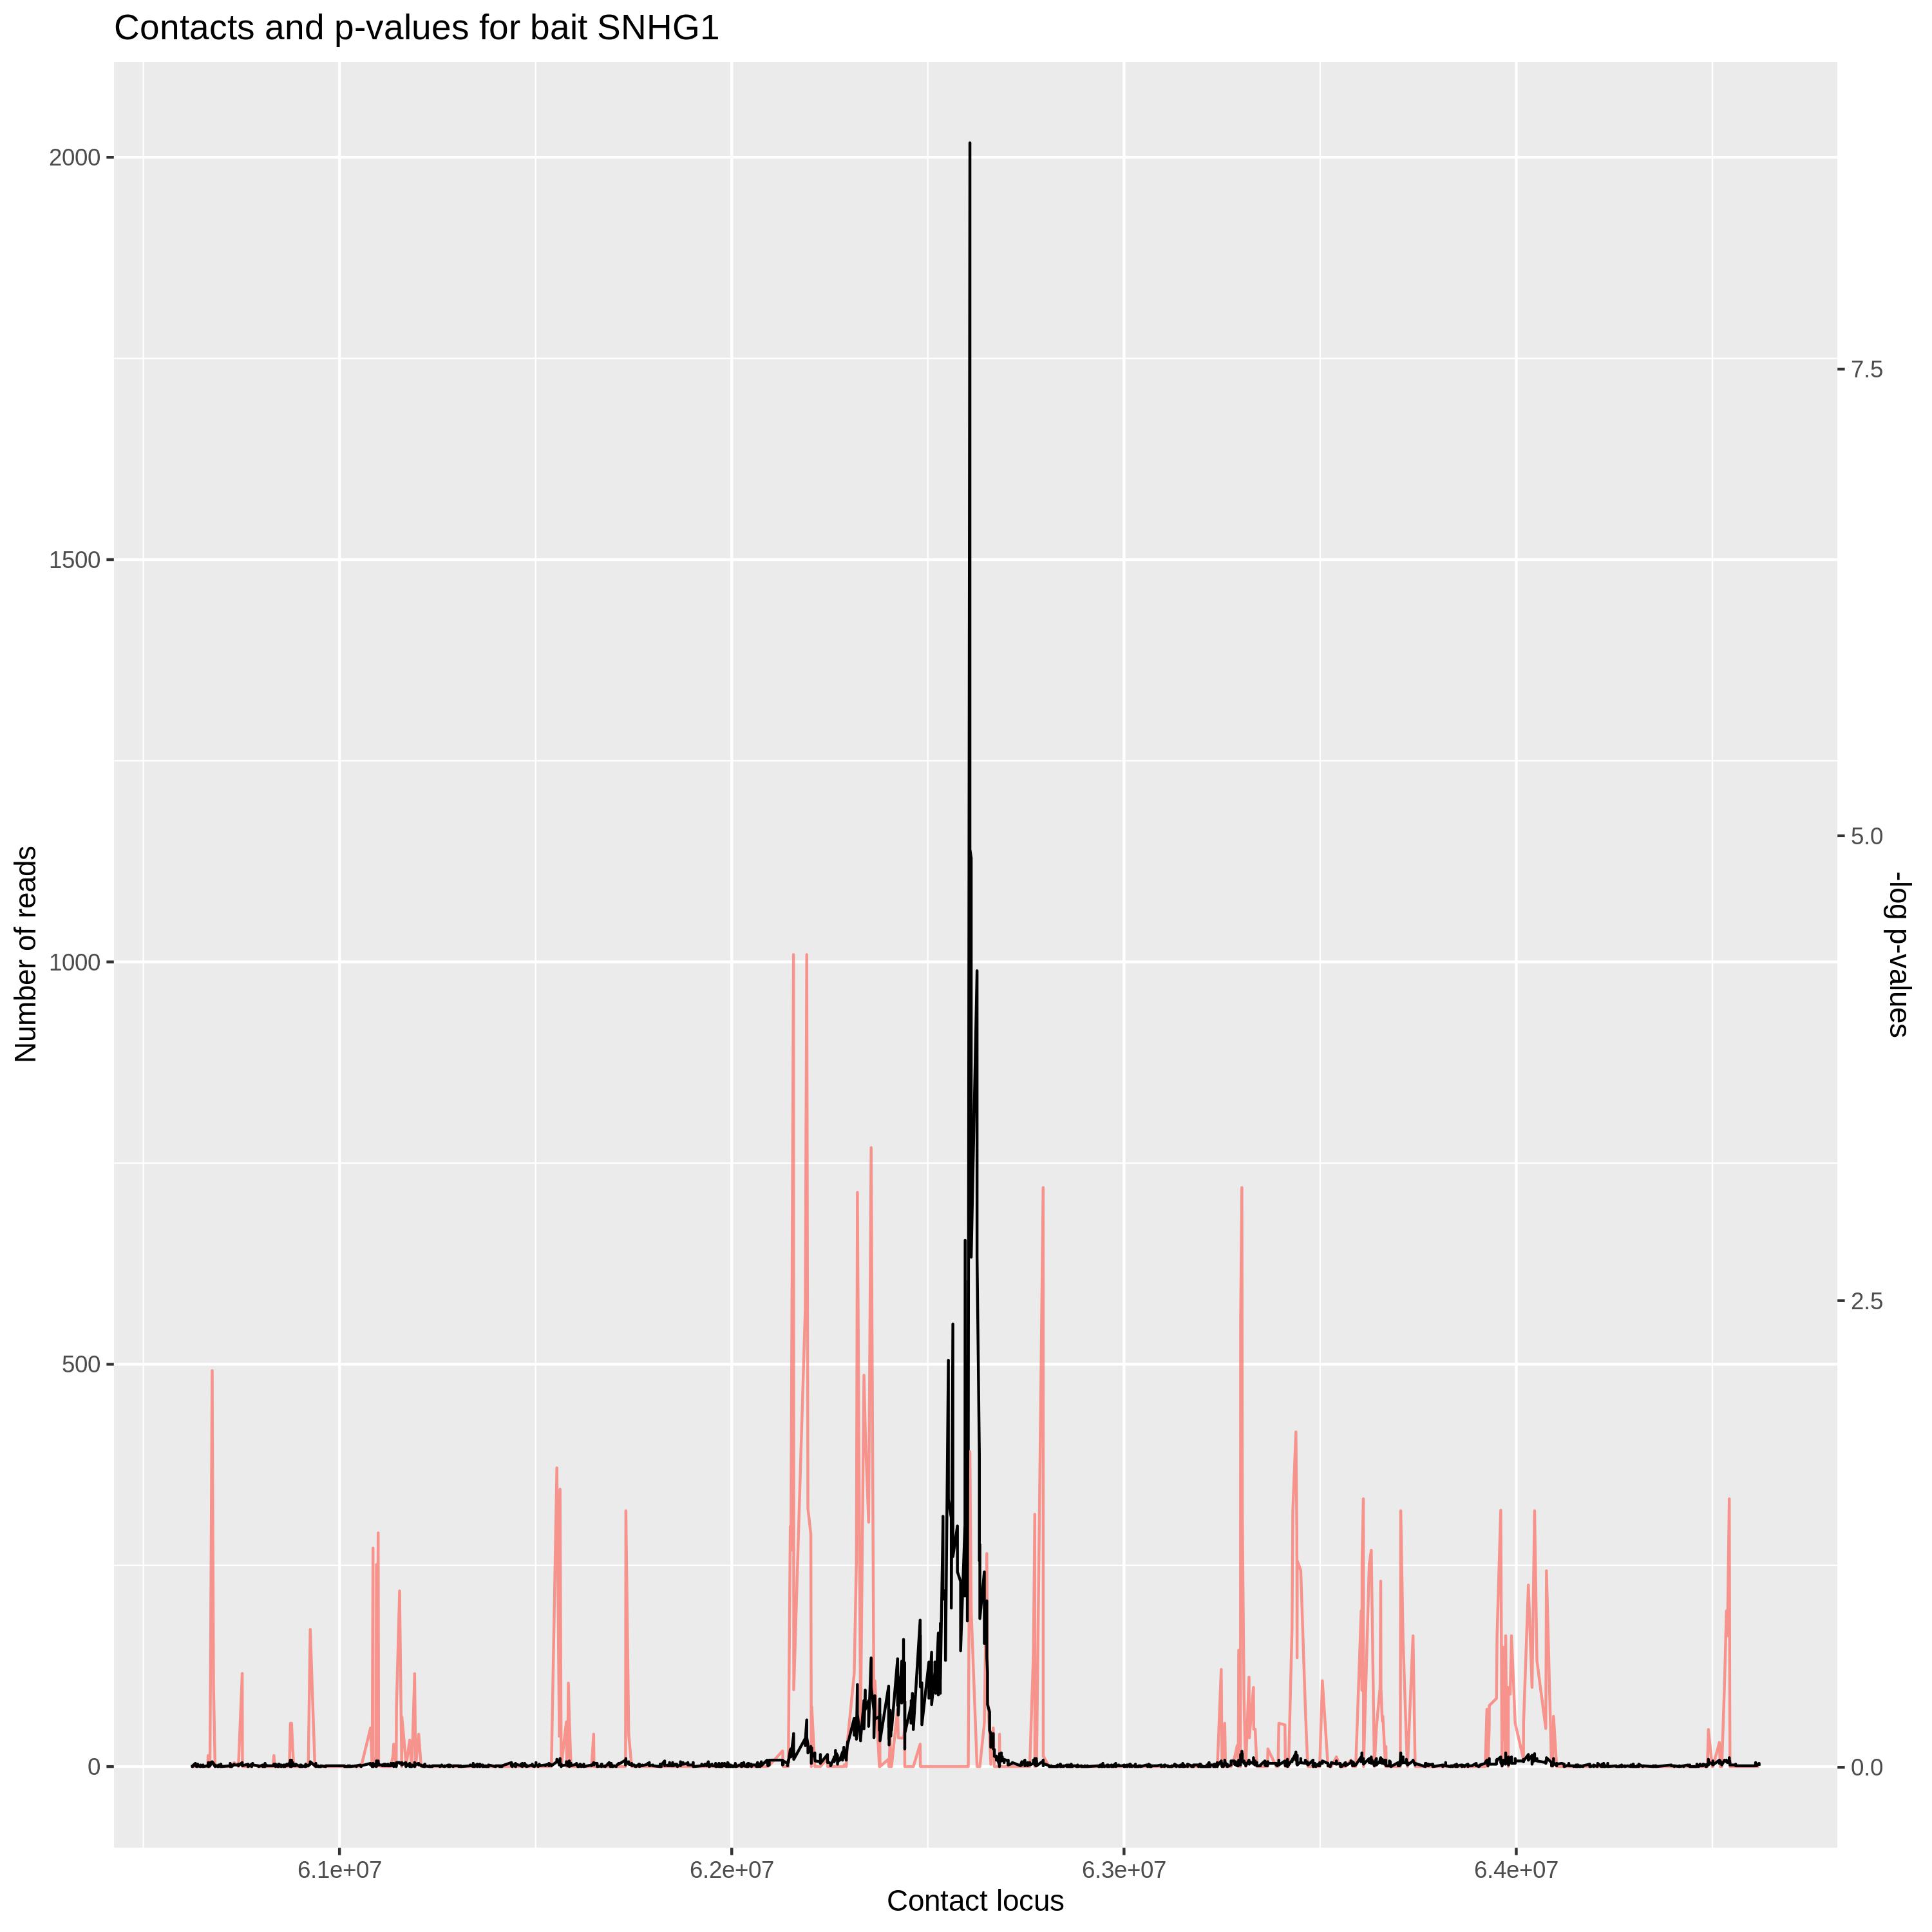 Contacts and p-values for bait SNHG1
2000
1500
1000
500
0
Number of reads
7.5
5.0
2.5
0.0
-log p-values
6.1e+07
6.2e+07
6.3e+07
6.4e+07
Contact locus